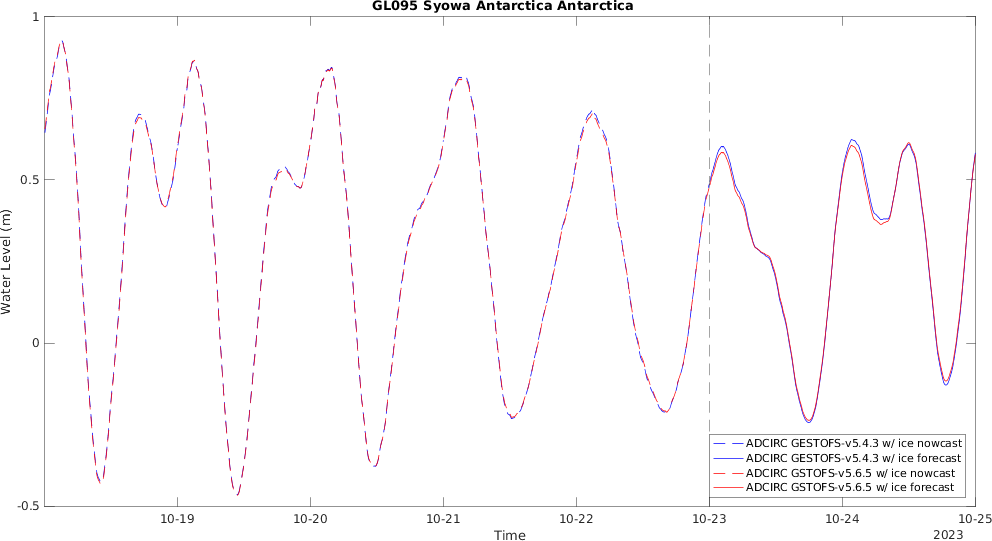 GL095 Syowa Antarctica Antarctica
1
0.5
0
-0.5
Water Level (m)
10-19
10-20
10-21
10-22
10-23
10-24
10-25
Time
2023
ADCIRC GESTOFS-v5.4.3 w/ ice nowcast
ADCIRC GESTOFS-v5.4.3 w/ ice forecast
ADCIRC GSTOFS-v5.6.5 w/ ice nowcast
ADCIRC GSTOFS-v5.6.5 w/ ice forecast